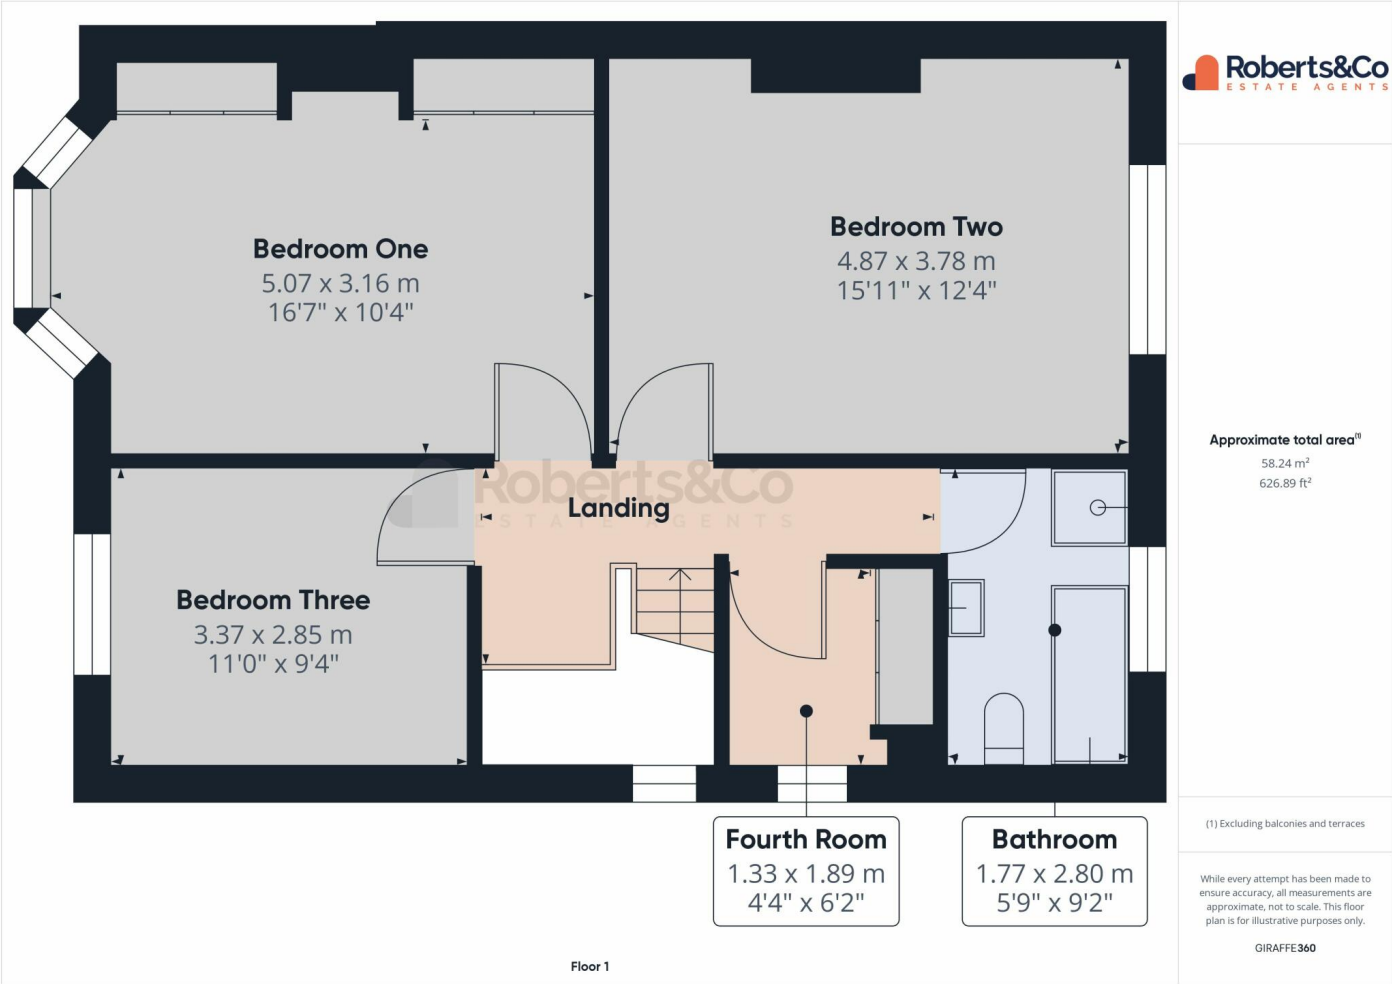 Roberts&Co
ESTATE AGENTS
Bedroom One
5.07 x 3.16 m
16'7" x 10'4"
Bedroom Two
4.87 x 3.78 m
15'11" x 12'4"
Roberts&Co
ESTATE AGENTS
Landing
Bedroom Three
3.37 x 2.85 m
11'0" x 9'4"
Fourth Room
1.33 x 1.89 m
4'4" x 6'2"
Bathroom
1.77 x 2.80 m
5'9" x 9'2"
Floor 1
Approximate total area(1)
58.24 m²
626.89 ft²
(1) Excluding balconies and terraces
While every attempt has been made to
ensure accuracy, all measurements are
approximate, not to scale. This floor
plan is for illustrative purposes only.
GIRAFFE360